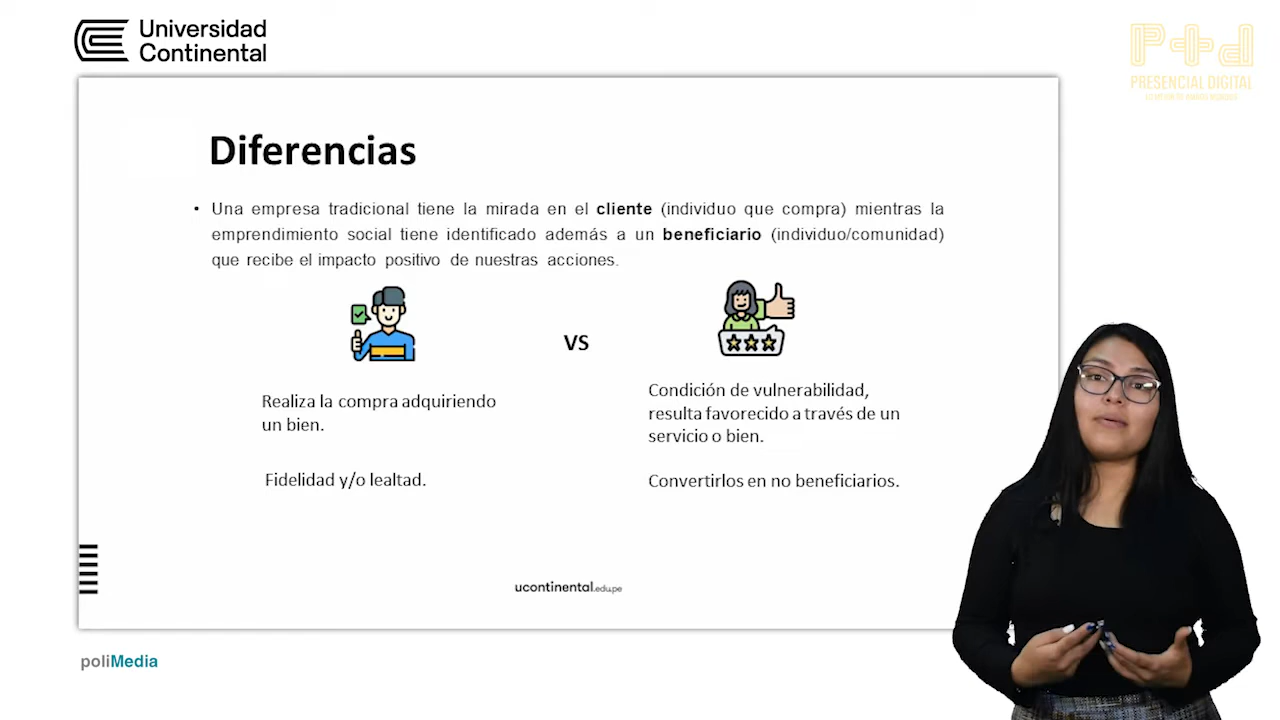 Universidad
Continental
P+d
PRESENCIAL DIGITAL
Diferencias
• Una empresa tradicional tiene la mirada en el cliente (individuo que compra) mientras la
emprendimiento social tiene identificado además a un beneficiario (individuo/comunidad)
que recibe el impacto positivo de nuestras acciones.
vs
Realiza la compra adquiriendo
un bien.
Fidelidad y/o lealtad.
Condición de vulnerabilidad,
resulta favorecido a través de un
servicio o bien.
Convertirlos en no beneficiarios.
ucontinental.edu.pe
poliMedia